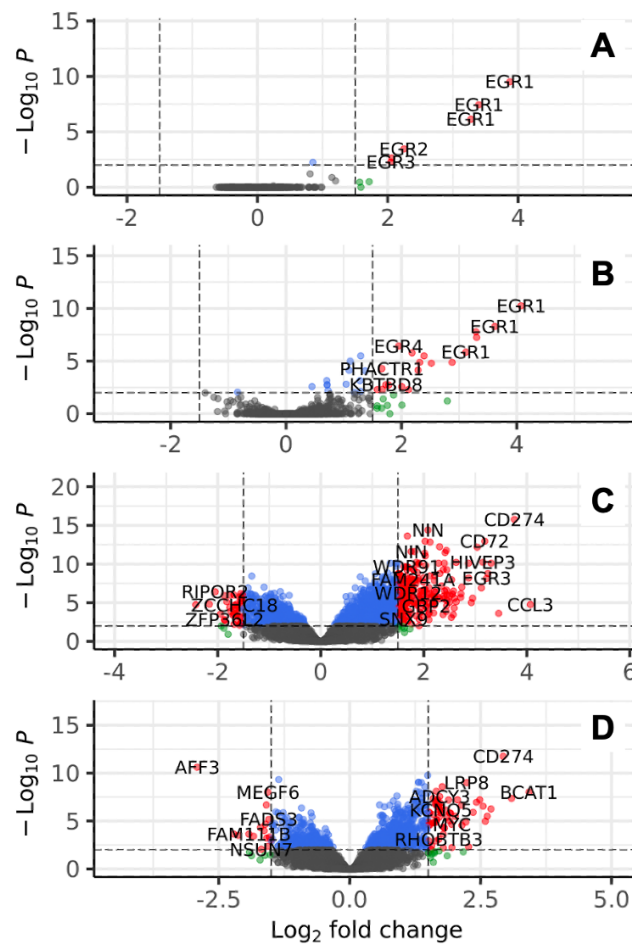 A
15
10
5
0
− Log10 P
EGR1
EGR1
EGR1
EGR2
EGR3
-2 0 2 4
B
15
10
5
0
− Log10 P
EGR1
EGR1
EGR4
EGR1
PHACTR1
KBTBD8
-2 0 2 4
C
20
15
10
5
0
− Log10 P
CD274
NIN
CD72
NIN
HIVEP3
WDR91
EGR3
FAM241A
RIPOR2
WDR12
ZCCHC18
GBP2
CCL3
ZFP36L2
SNX9
-4 -2 0 2 4 6
D
15
10
5
0
− Log10 P
CD274
AFF3
LRP8
MEGF6
ADCY3
BCAT1
KCNQ5
FADS3
MYC
FAM111B
RHOBTB3
NSUN7
-2.5 0.0 2.5 5.0
Log2 fold change